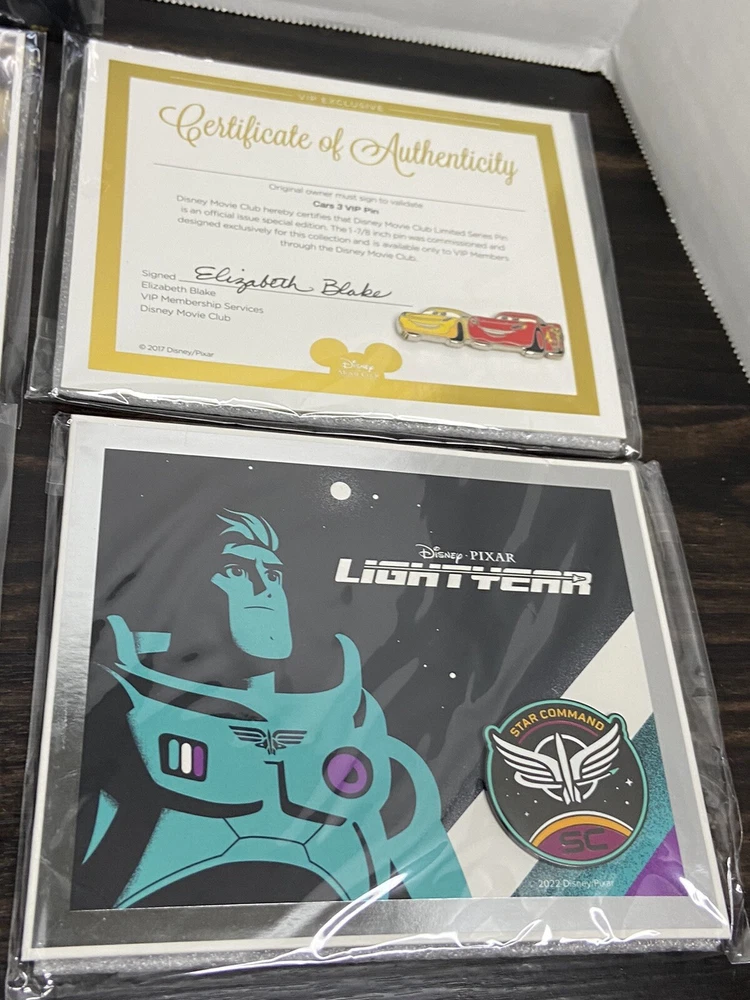 VIP EXCLUSIVE
Certificate of Authenticity
Original owner must sign to validate
Cars 3 VIP Pin
Disney Movie Club hereby certifies that Disney Movie Club Limited Series Pin
is an official issue special edition. The 1-7/8 inch pin was commissioned and
designed exclusively for this collection and is available only to VIP Members
through the Disney Movie Club.
Signed Elizabeth Blake
Elizabeth Blake
VIP Membership Services
Disney Movie Club
© 2017 Disney/Pixar
Disney
Disney · PIXAR
LIGHTYEAR
STAR COMMAND
SC
© 2022 Disney/Pixar